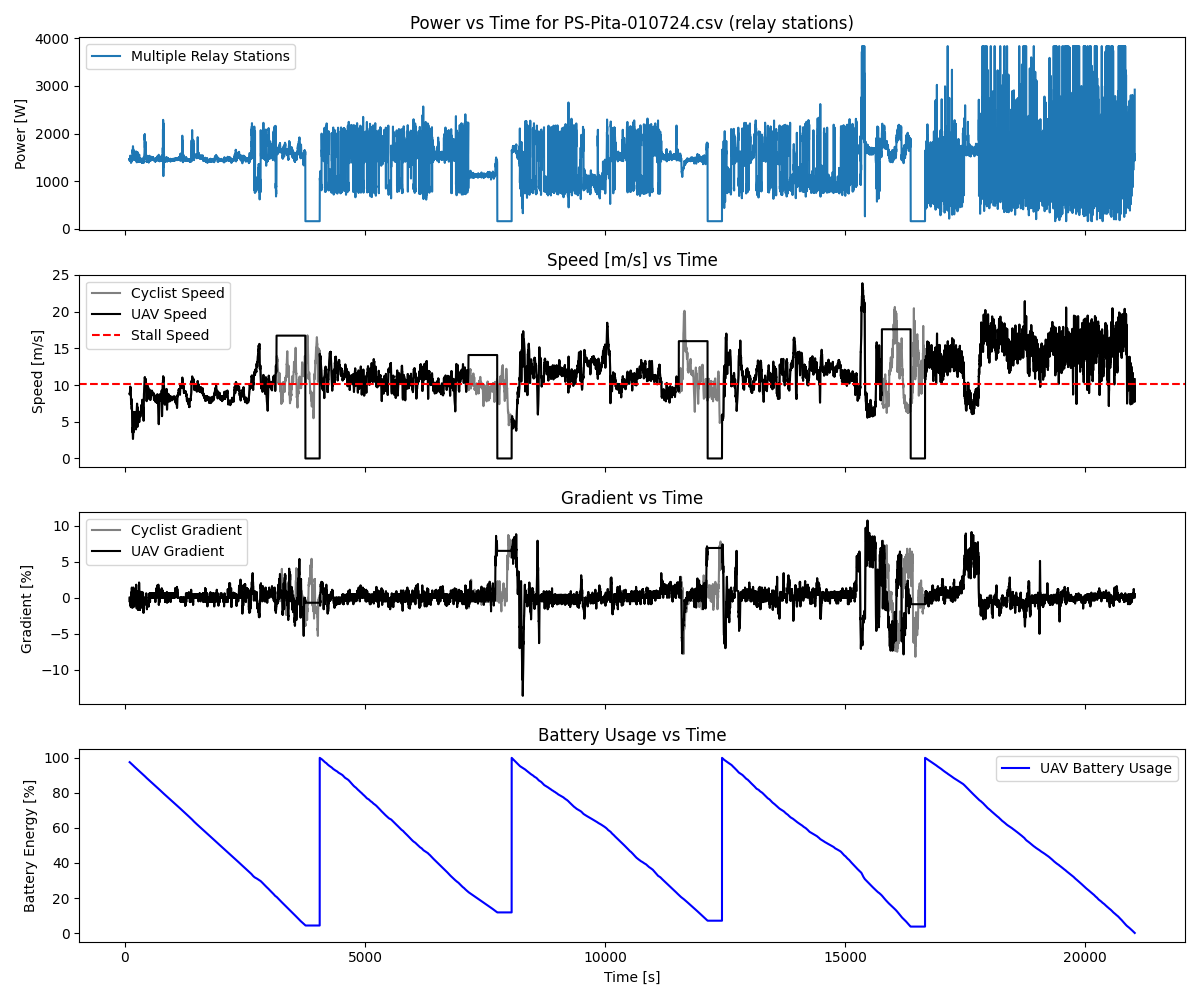 Power vs Time for PS-Pita-010724.csv (relay stations)
4000
3000
2000
1000
0
Power [W]
Multiple Relay Stations
Speed [m/s] vs Time
25
20
15
10
5
0
Speed [m/s]
Cyclist Speed
UAV Speed
Stall Speed
Gradient vs Time
10
5
0
−5
−10
Gradient [%]
Cyclist Gradient
UAV Gradient
Battery Usage vs Time
100
80
60
40
20
0
Battery Energy [%]
UAV Battery Usage
0 5000 10000 15000 20000
Time [s]